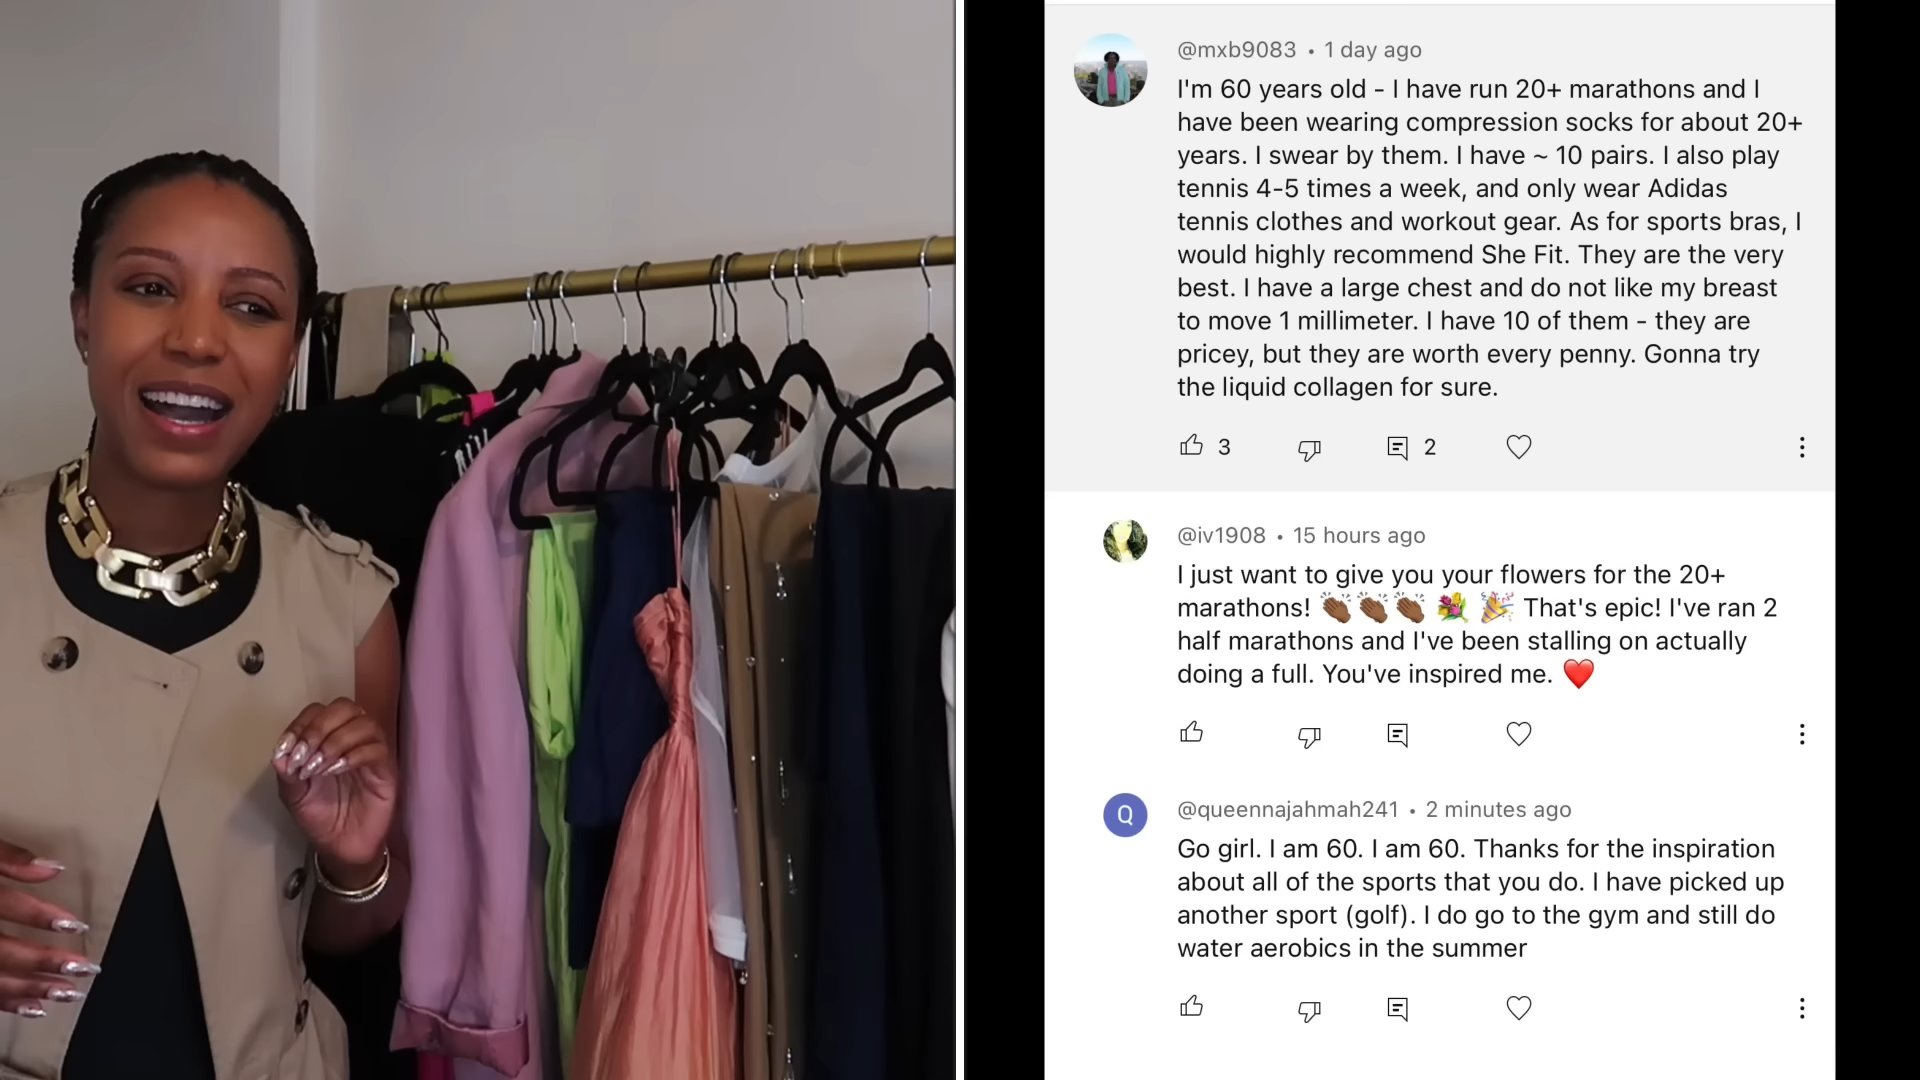 @mxb9083 • 1 day ago
I'm 60 years old - I have run 20+ marathons and I
have been wearing compression socks for about 20+
years. I swear by them. I have ~ 10 pairs. I also play
tennis 4-5 times a week, and only wear Adidas
tennis clothes and workout gear. As for sports bras, I
would highly recommend She Fit. They are the very
best. I have a large chest and do not like my breast
to move 1 millimeter. I have 10 of them - they are
pricey, but they are worth every penny. Gonna try
the liquid collagen for sure.
3 2
@iv1908 • 15 hours ago
I just want to give you your flowers for the 20+
marathons! 👏🏾👏🏾👏🏾 💐 🎉 That's epic! I've ran 2
half marathons and I've been stalling on actually
doing a full. You've inspired me. ❤️
Q
@queennajahmah241 • 2 minutes ago
Go girl. I am 60. I am 60. Thanks for the inspiration
about all of the sports that you do. I have picked up
another sport (golf). I do go to the gym and still do
water aerobics in the summer